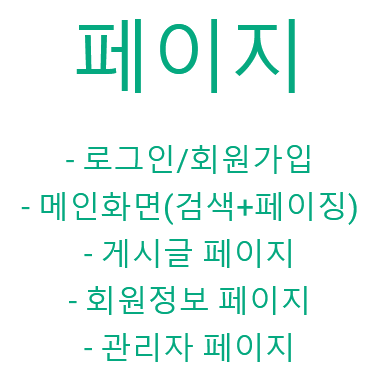 페이지
- 로그인/회원가입
- 메인화면(검색+페이징)
- 게시글 페이지
- 회원정보 페이지
- 관리자 페이지